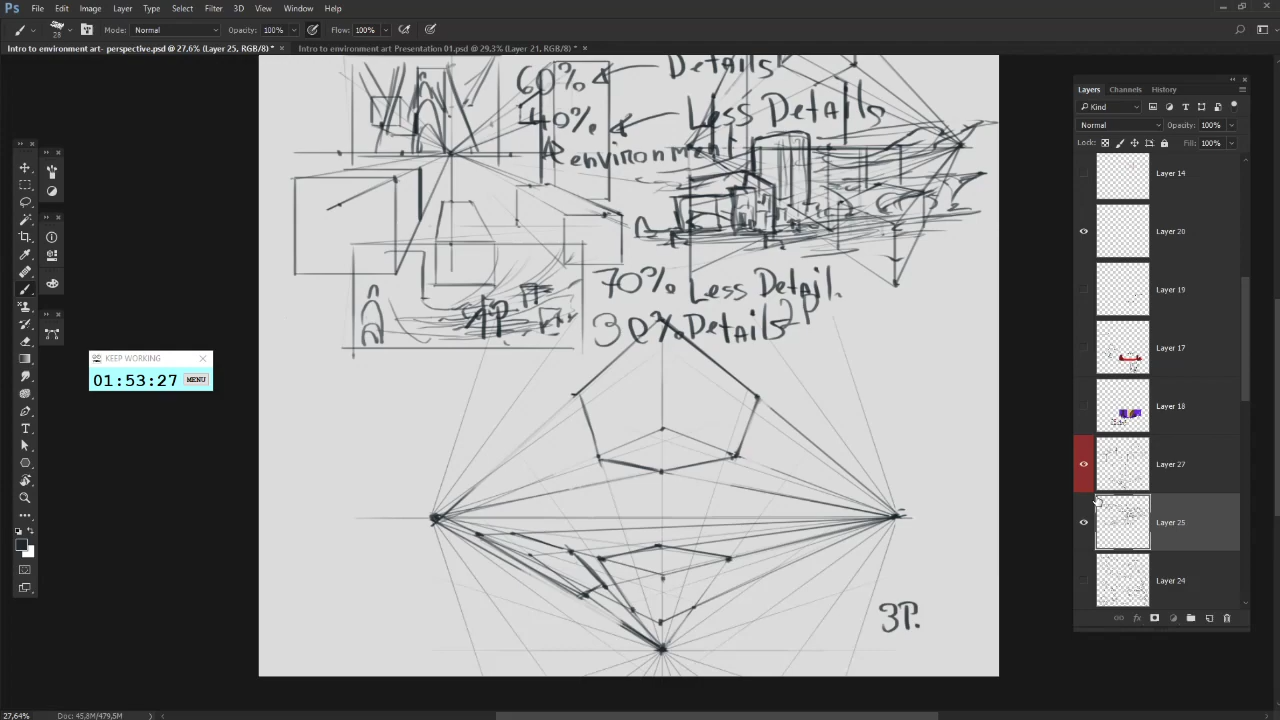 Ps File Edit Image Layer Type Select Filter 3D View Window Help
28 Mode: Normal Opacity: 100% Flow: 100%
Intro to environment art- perspective.psd @ 27,6% (Layer 25, RGB/8) * × Intro to environment art Presentation 01.psd @ 29,3% (Layer 21, RGB/8) * ×
60% Details
40% Less Details
environment
70% Less Detail.
30% Details
2P
3P.
KEEP WORKING
01:53:27 MENU
Layers Channels History
Kind
Normal Opacity: 100%
Lock: Fill: 100%
Layer 14
Layer 20
Layer 19
Layer 17
Layer 18
Layer 27
Layer 25
Layer 24
27,64% Doc: 45,8M/479,5M